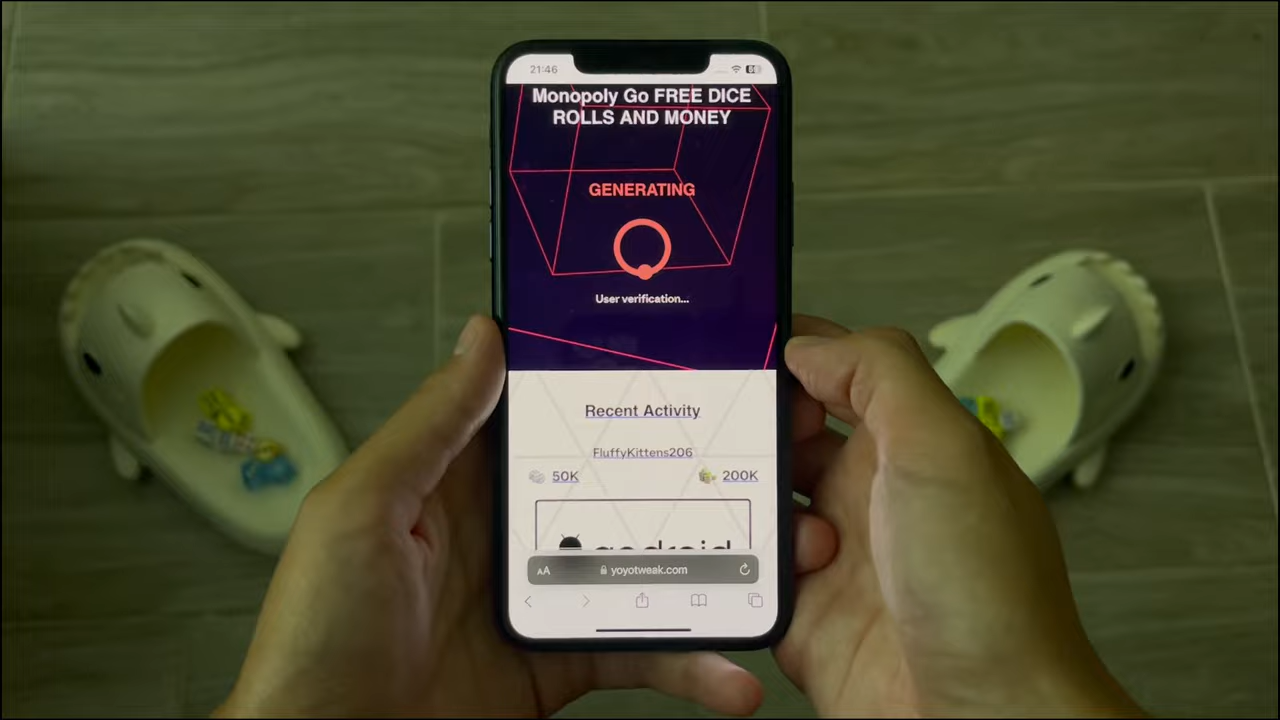 21:46
Monopoly Go FREE DICE
ROLLS AND MONEY
GENERATING
User verification...
Recent Activity
FluffyKittens206
50K 200K
android
AA yoyotweak.com